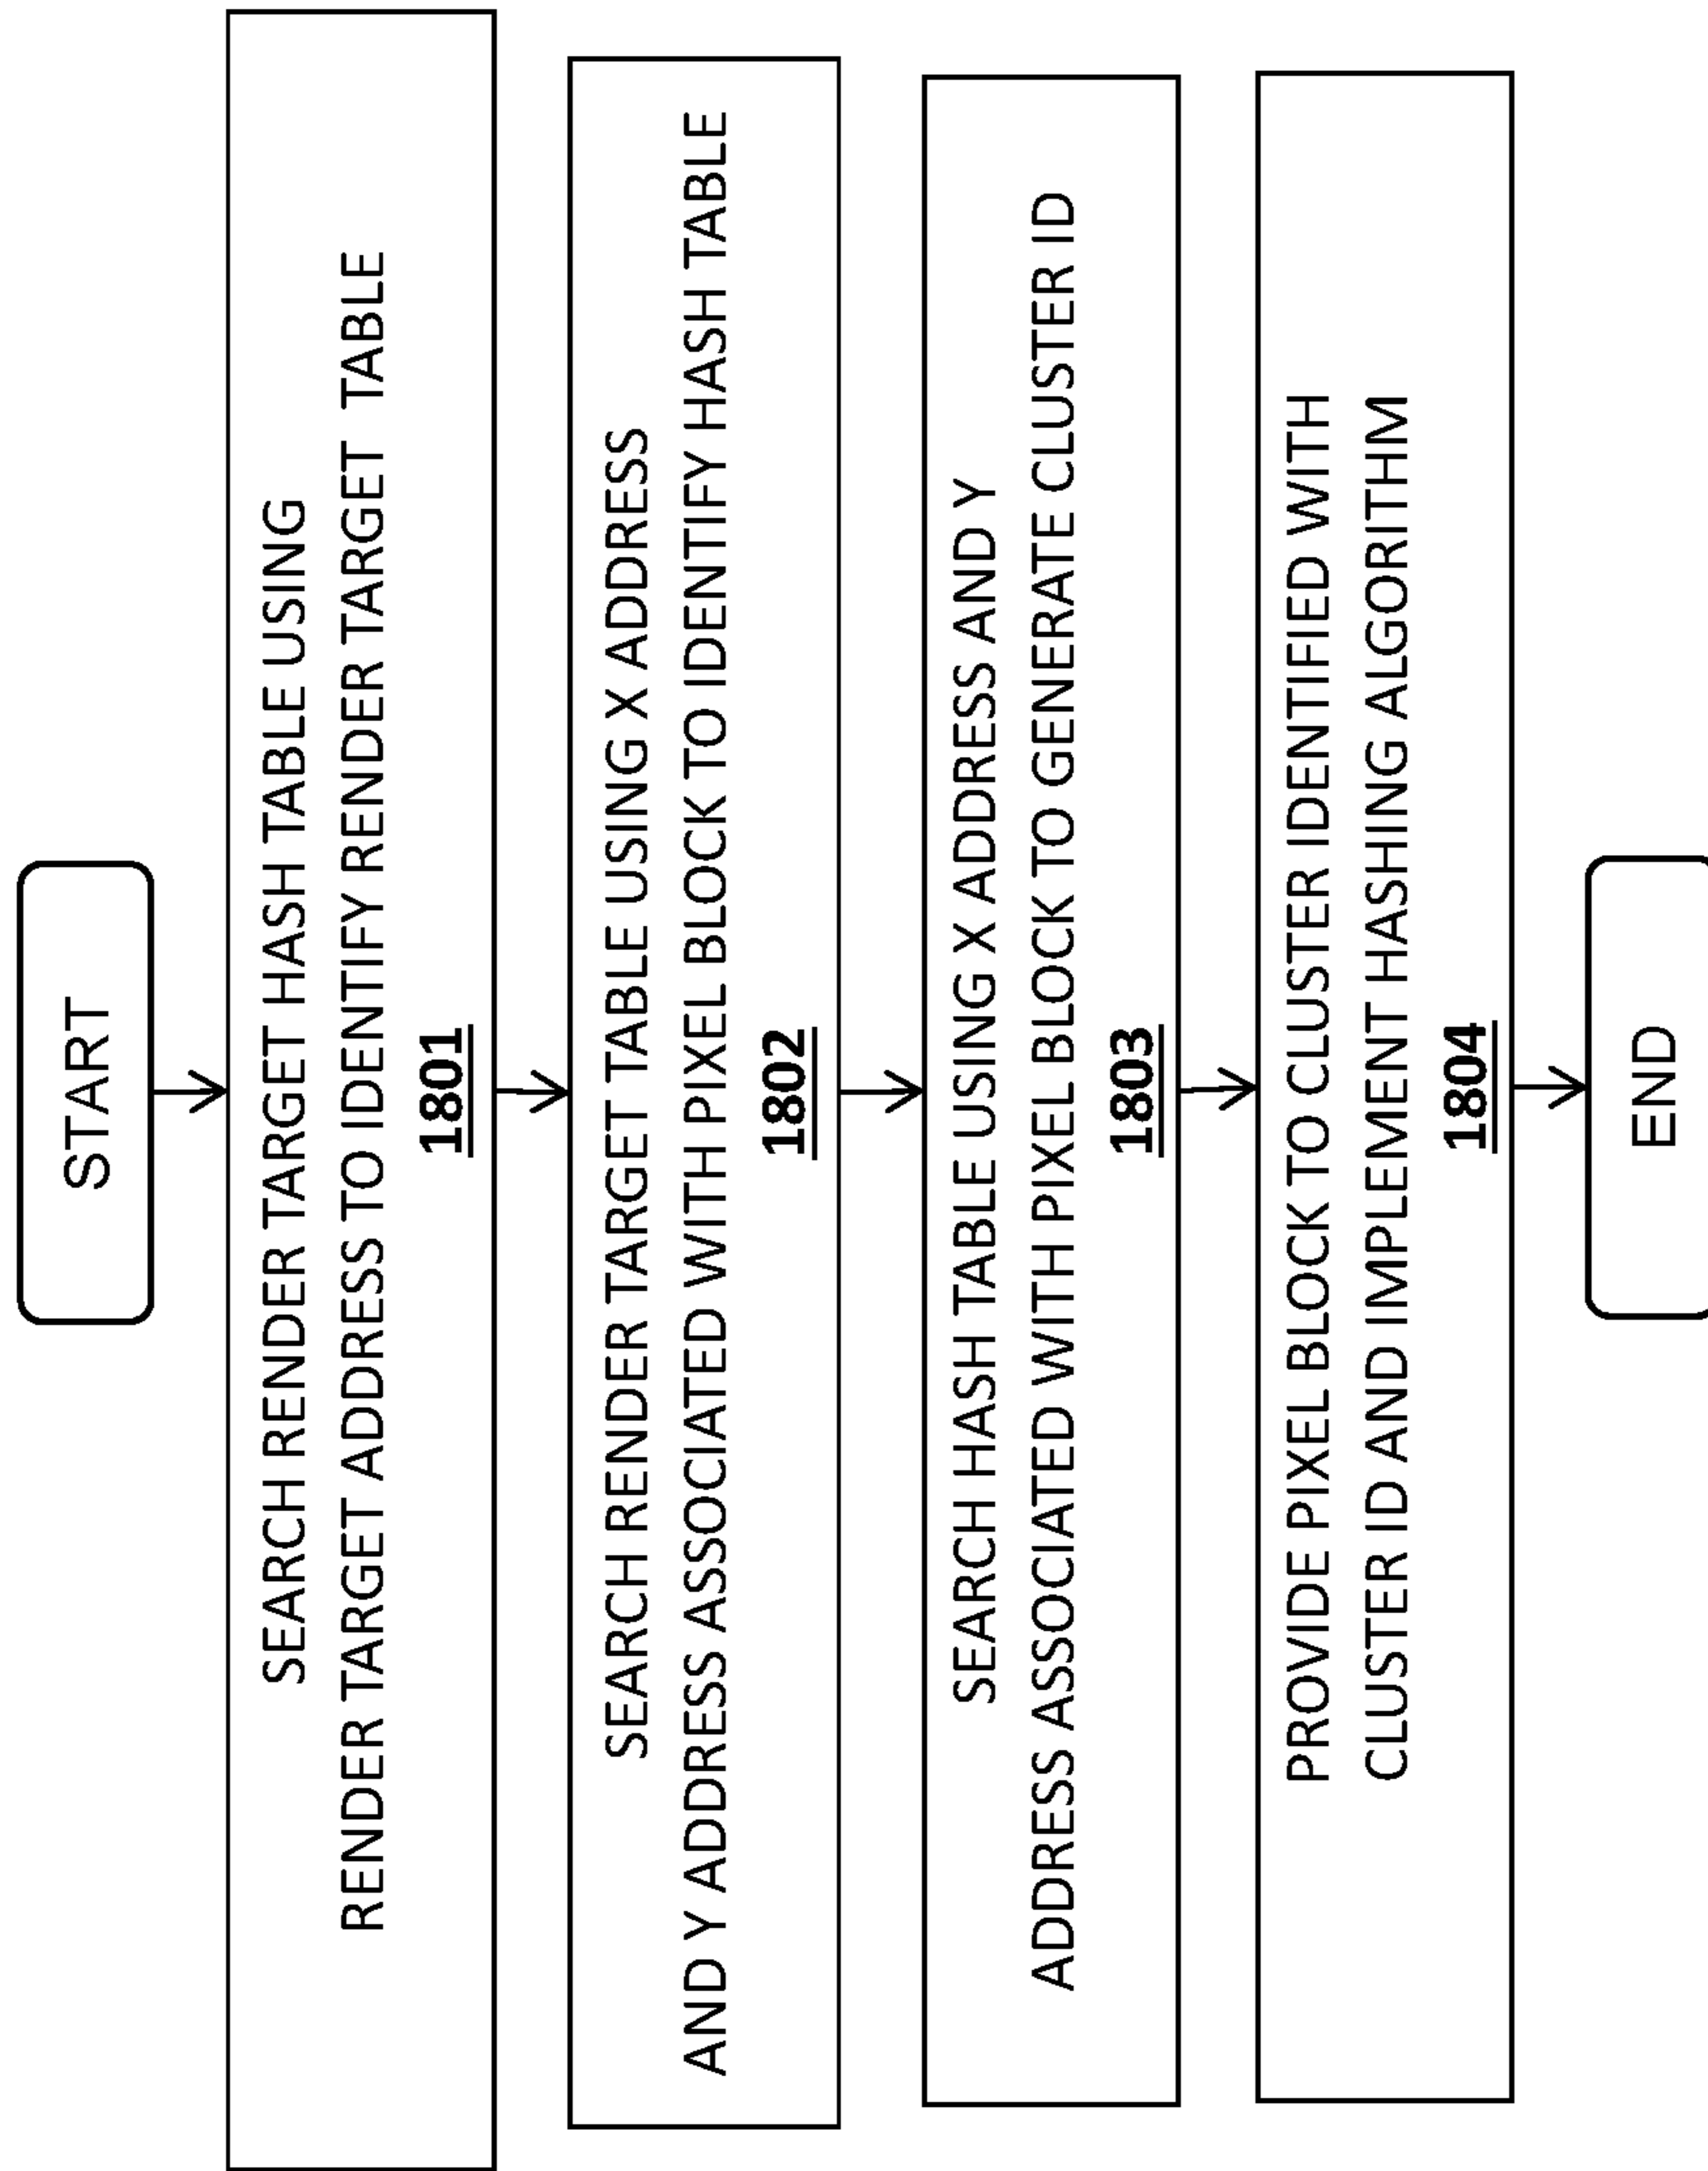 START
SEARCH RENDER TARGET HASH TABLE USING
RENDER TARGET ADDRESS TO IDENTIFY RENDER TARGET TABLE
1801
SEARCH RENDER TARGET TABLE USING X ADDRESS
AND Y ADDRESS ASSOCIATED WITH PIXEL BLOCK TO IDENTIFY HASH TABLE
1802
SEARCH HASH TABLE USING X ADDRESS AND Y
ADDRESS ASSOCIATED WITH PIXEL BLOCK TO GENERATE CLUSTER ID
1803
PROVIDE PIXEL BLOCK TO CLUSTER IDENTIFIED WITH
CLUSTER ID AND IMPLEMENT HASHING ALGORITHM
1804
END